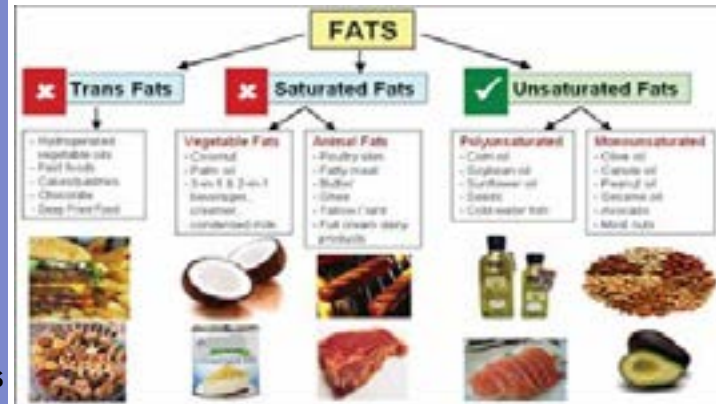 FATS
Trans Fats
Saturated Fats
Unsaturated Fats
- Hydrogenated
vegetable oils
- Fast foods
- Cakes/pastries
- Chocolate
- Deep Fried Food
Vegetable Fats
- Coconut
- Palm oil
- 3-in-1 & 2-in-1
beverages,
creamer,
condensed milk
Animal Fats
- Poultry skin
- Fatty meat
- Butter
- Ghee
- Tallow / lard
- Full cream dairy
products
Polyunsaturated
- Corn oil
- Soybean oil
- Sunflower oil
- Seeds
- Cold-water fish
Monounsaturated
- Olive oil
- Canola oil
- Peanut oil
- Sesame oil
- Avocado
- Most nuts
s